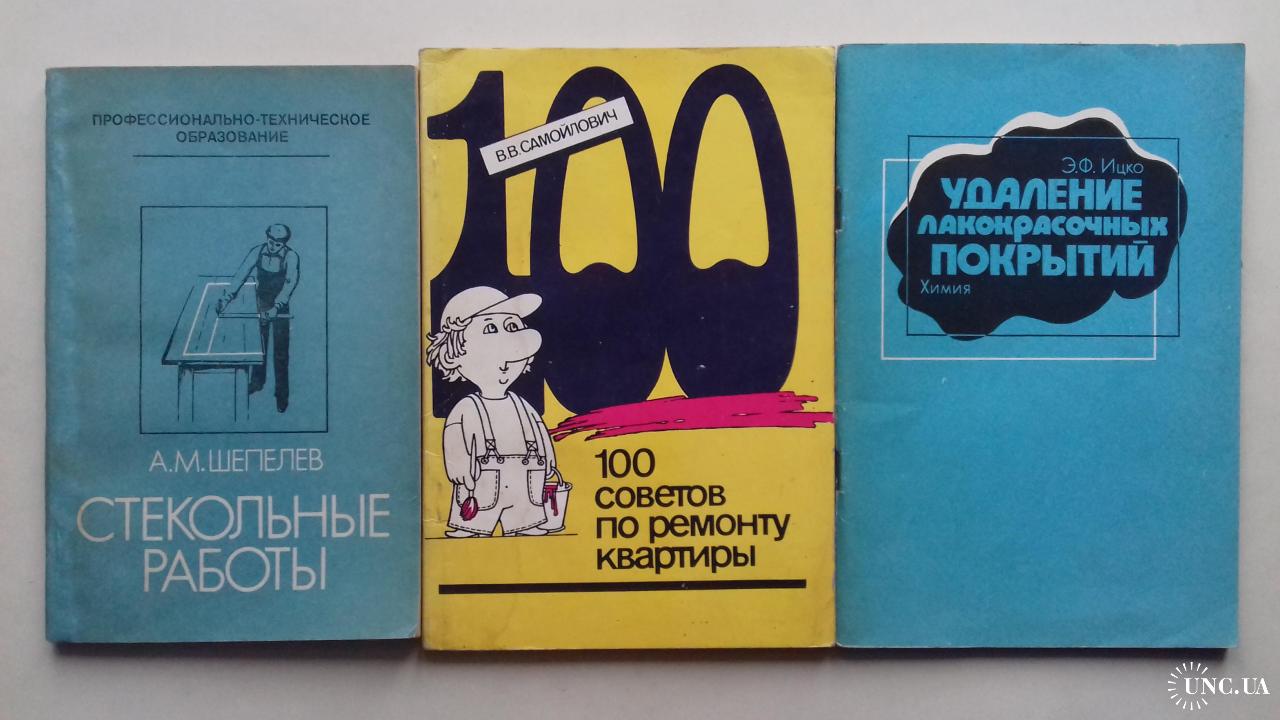 ПРОФЕССИОНАЛЬНО-ТЕХНИЧЕСКОЕ
ОБРАЗОВАНИЕ
А.М.ШЕПЕЛЕВ
СТЕКОЛЬНЫЕ
РАБОТЫ
100
В.В.САМОЙЛОВИЧ
100
советов
по ремонту
квартиры
Э.Ф. Ицко
УДАЛЕНИЕ
ЛАКОКРАСОЧНЫХ
ПОКРЫТИЙ
Химия
UNC.UA